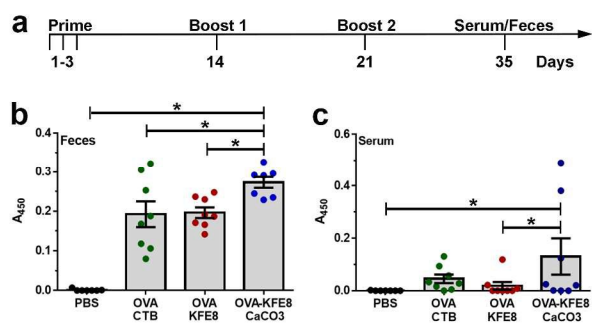 a
Prime Boost 1 Boost 2 Serum/Feces
1-3 14 21 35 Days
b
Feces
*
*
*
A450
0.4
0.3
0.2
0.1
0.0
PBS OVA CTB OVA KFE8 OVA-KFE8 CaCO3
c
Serum
*
*
A450
0.6
0.4
0.2
0.0
PBS OVA CTB OVA KFE8 OVA-KFE8 CaCO3